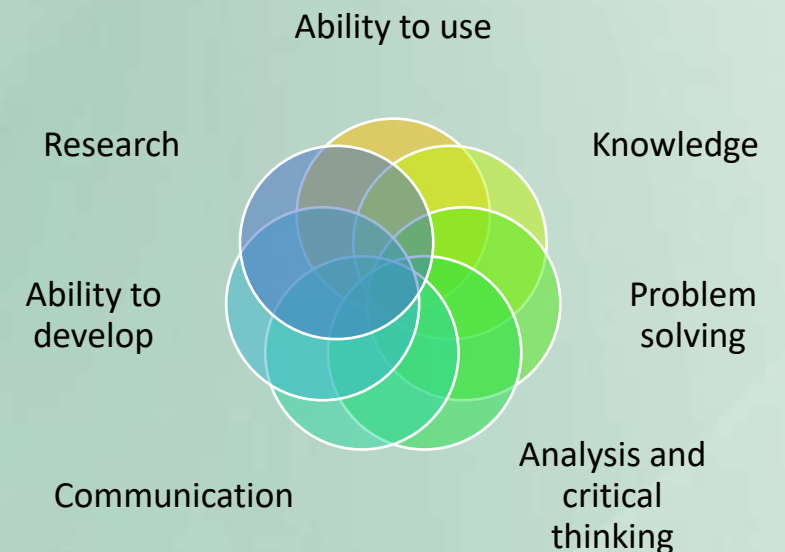 Ability to use
Knowledge
Problem
solving
Analysis and
critical
thinking
Communication
Ability to
develop
Research